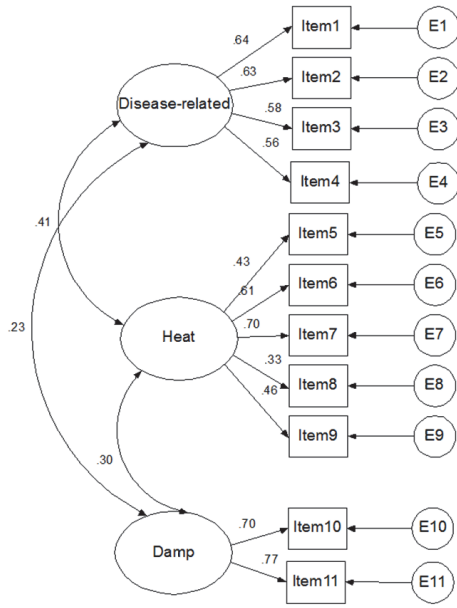 .64
Item1
E1
.63
Item2
E2
Disease-related
.58
Item3
E3
.56
Item4
E4
.41
.43
Item5
E5
.61
Item6
E6
.23
Heat
.70
Item7
E7
.33
Item8
E8
.46
Item9
E9
.30
.70
Item10
E10
Damp
.77
Item11
E11